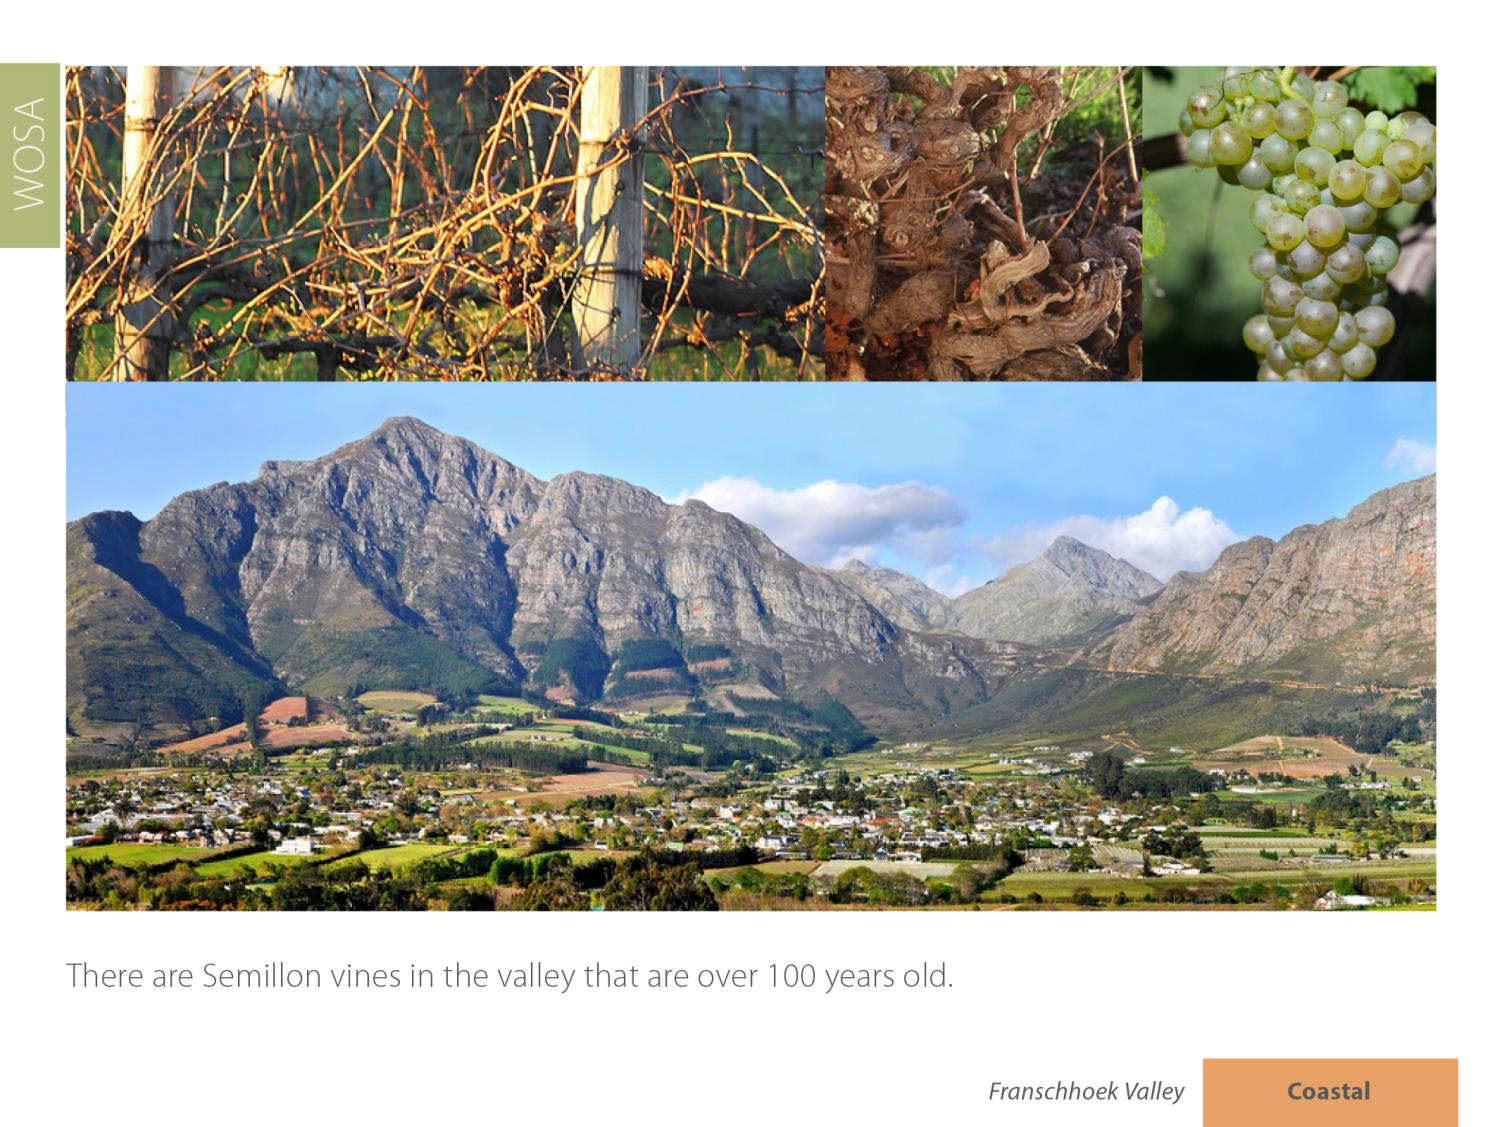 WOSA
There are Semillon vines in the valley that are over 100 years old.
Franschhoek Valley
Coastal